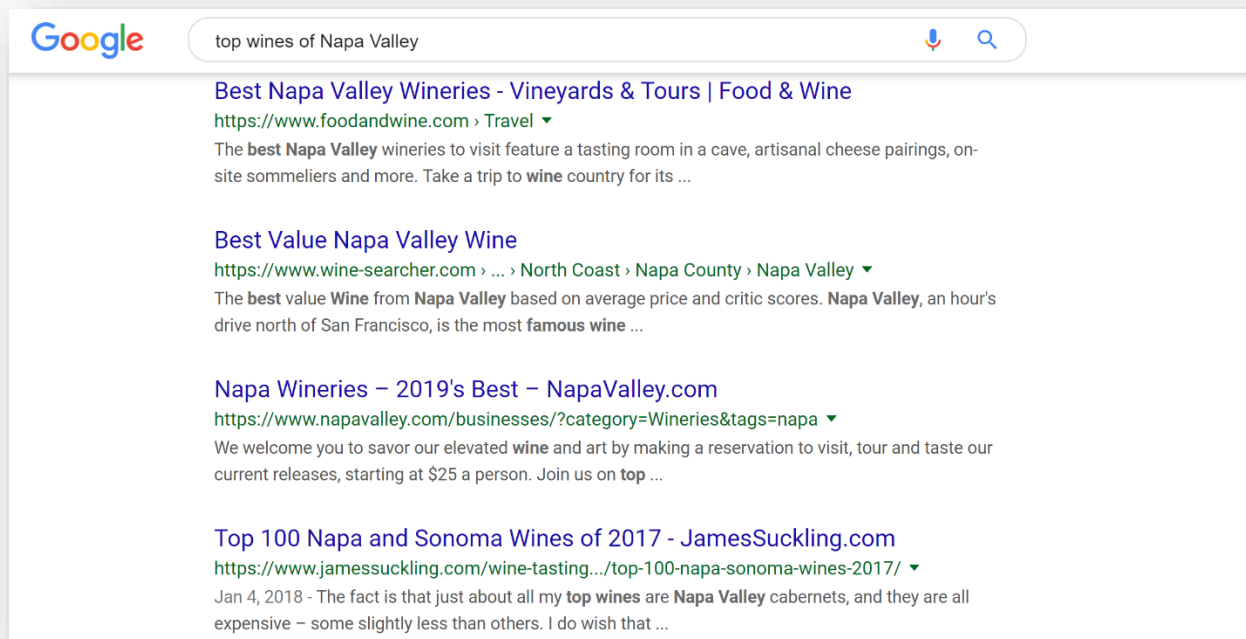 Google
top wines of Napa Valley
Best Napa Valley Wineries - Vineyards & Tours | Food & Wine
https://www.foodandwine.com › Travel
The best Napa Valley wineries to visit feature a tasting room in a cave, artisanal cheese pairings, on-
site sommeliers and more. Take a trip to wine country for its ...
Best Value Napa Valley Wine
https://www.wine-searcher.com › ... › North Coast › Napa County › Napa Valley
The best value Wine from Napa Valley based on average price and critic scores. Napa Valley, an hour's
drive north of San Francisco, is the most famous wine ...
Napa Wineries – 2019's Best – NapaValley.com
https://www.napavalley.com/businesses/?category=Wineries&tags=napa
We welcome you to savor our elevated wine and art by making a reservation to visit, tour and taste our
current releases, starting at $25 a person. Join us on top ...
Top 100 Napa and Sonoma Wines of 2017 - JamesSuckling.com
https://www.jamessuckling.com/wine-tasting.../top-100-napa-sonoma-wines-2017/
Jan 4, 2018 - The fact is that just about all my top wines are Napa Valley cabernets, and they are all
expensive – some slightly less than others. I do wish that ...